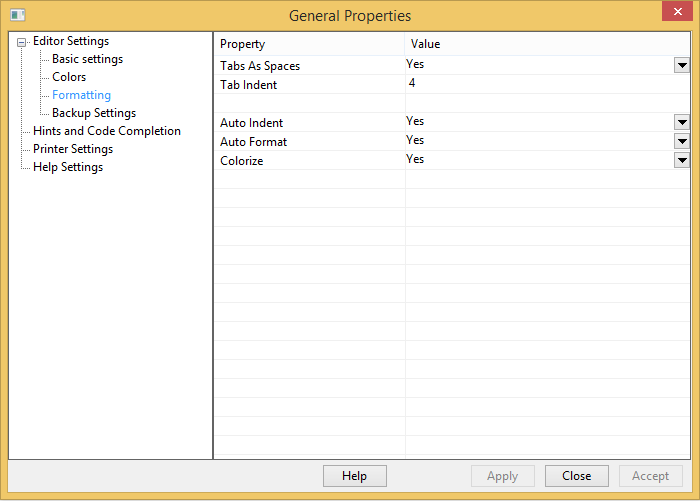 General Properties
Editor Settings
Basic settings
Colors
Formatting
Backup Settings
Hints and Code Completion
Printer Settings
Help Settings
Property Value
Tabs As Spaces Yes
Tab Indent 4
Auto Indent Yes
Auto Format Yes
Colorize Yes
Help Apply Close Accept